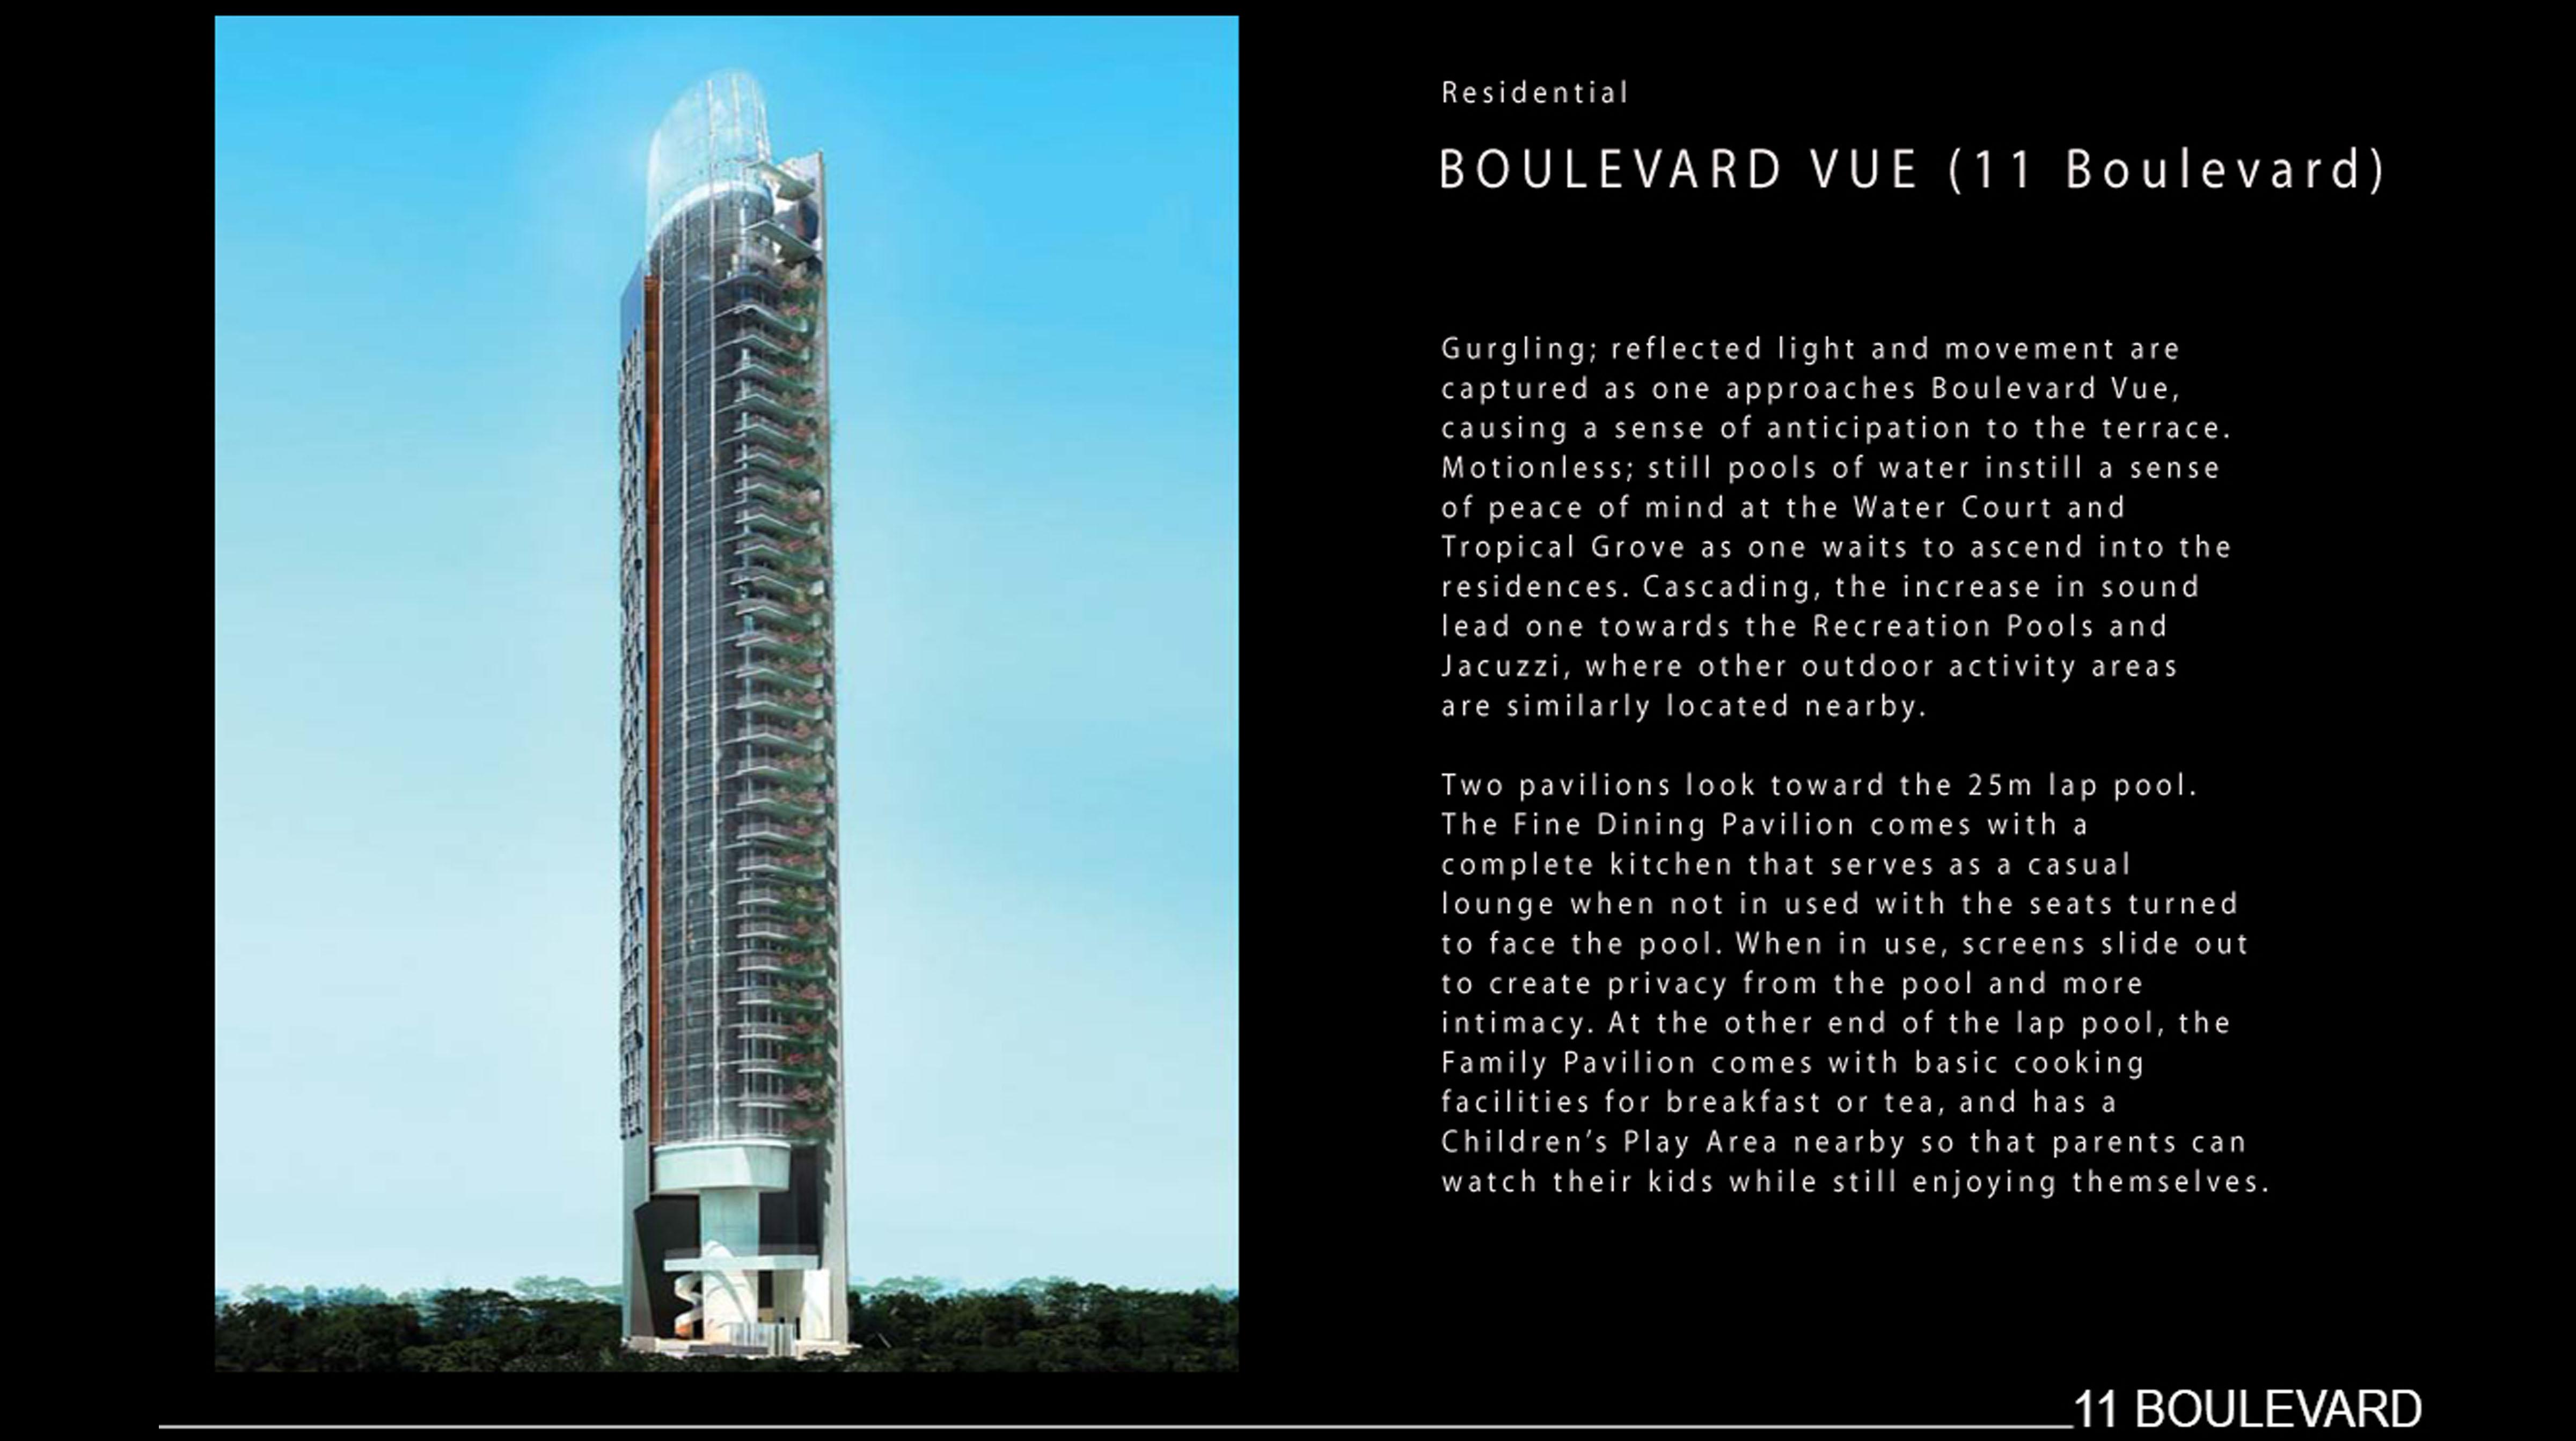 Residential
BOULEVARD VUE (11 Boulevard)
Gurgling; reflected light and movement are
captured as one approaches Boulevard Vue,
causing a sense of anticipation to the terrace.
Motionless; still pools of water instill a sense
of peace of mind at the Water Court and
Tropical Grove as one waits to ascend into the
residences. Cascading, the increase in sound
lead one towards the Recreation Pools and
Jacuzzi, where other outdoor activity areas
are similarly located nearby.
Two pavilions look toward the 25m lap pool.
The Fine Dining Pavilion comes with a
complete kitchen that serves as a casual
lounge when not in used with the seats turned
to face the pool. When in use, screens slide out
to create privacy from the pool and more
intimacy. At the other end of the lap pool, the
Family Pavilion comes with basic cooking
facilities for breakfast or tea, and has a
Children’s Play Area nearby so that parents can
watch their kids while still enjoying themselves.
11 BOULEVARD